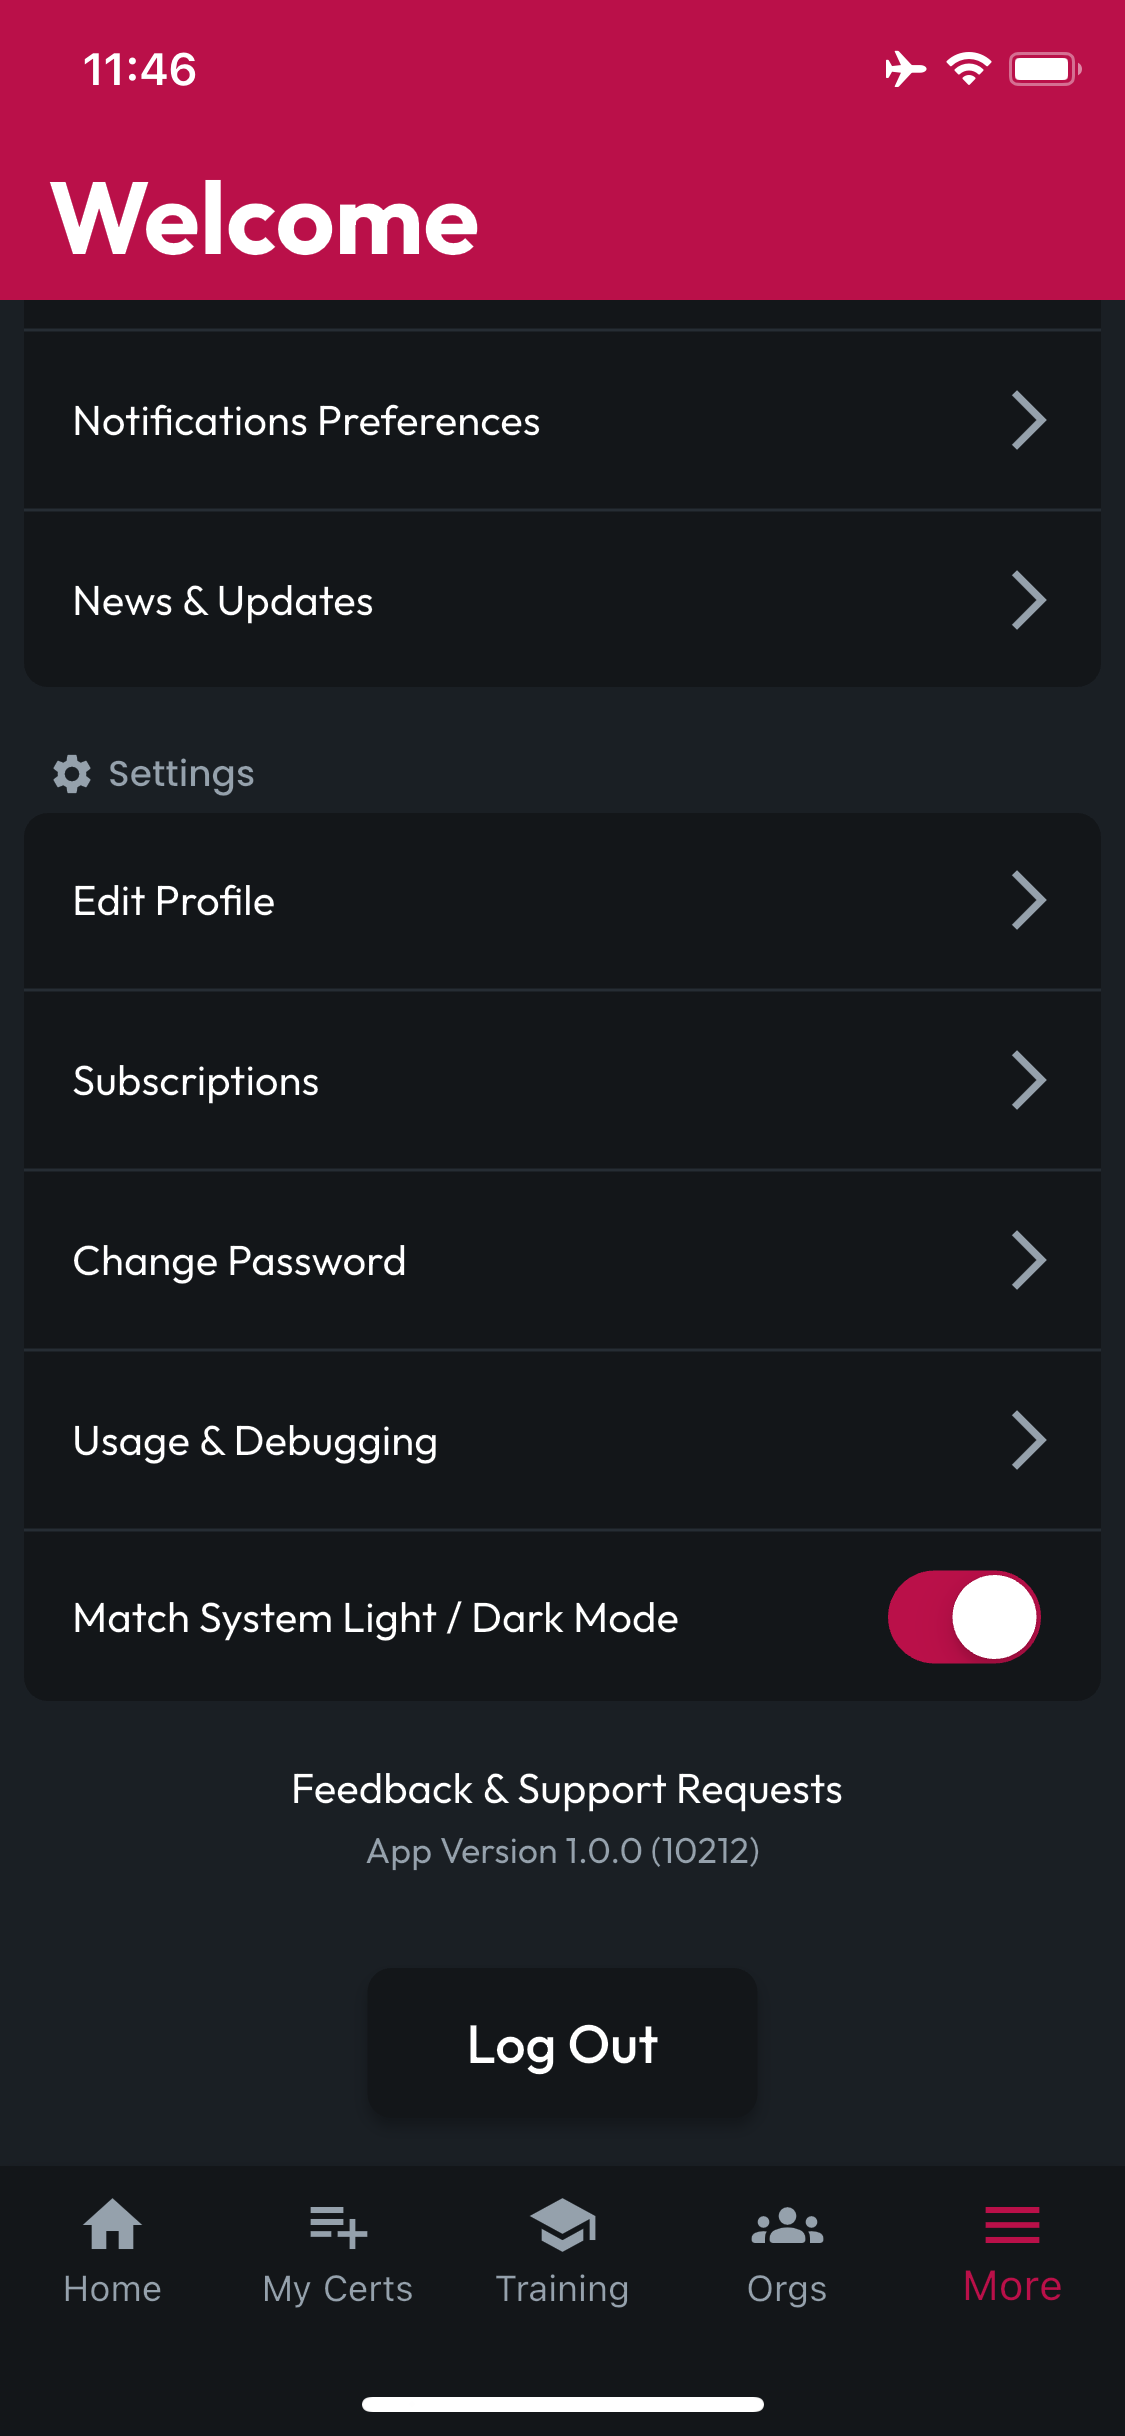 11:46
Welcome
Notifications Preferences
News & Updates
Settings
Edit Profile
Subscriptions
Change Password
Usage & Debugging
Match System Light / Dark Mode
Feedback & Support Requests
App Version 1.0.0 (10212)
Log Out
Home
My Certs
Training
Orgs
More